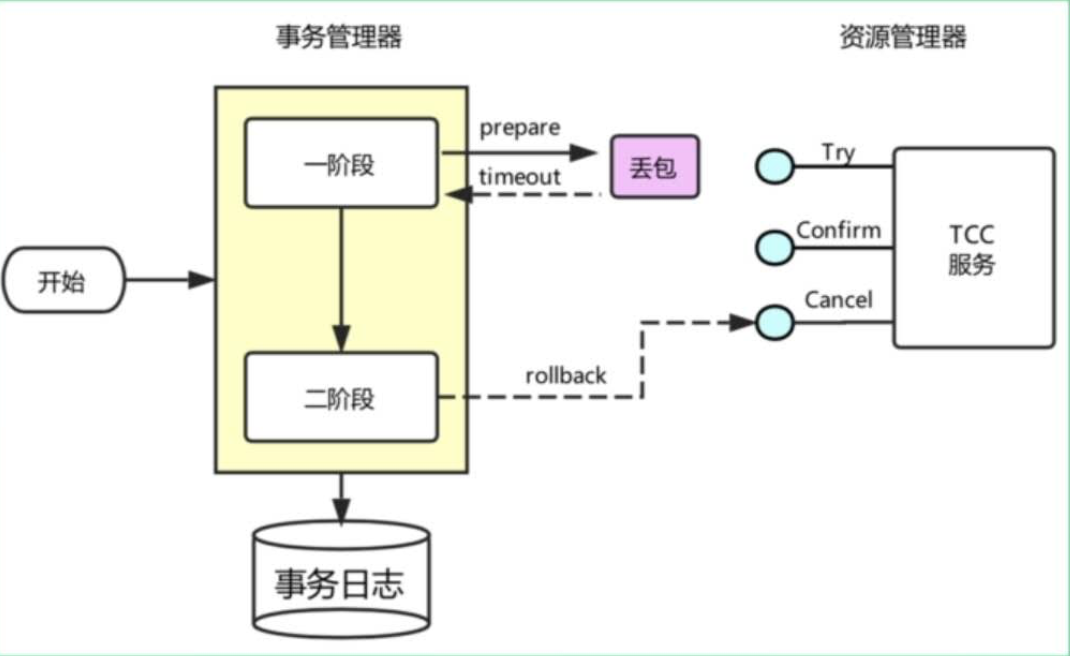 事务管理器
资源管理器
prepare
一阶段
丢包
timeout
Try
Confirm
TCC
服务
开始
Cancel
rollback
二阶段
事务日志